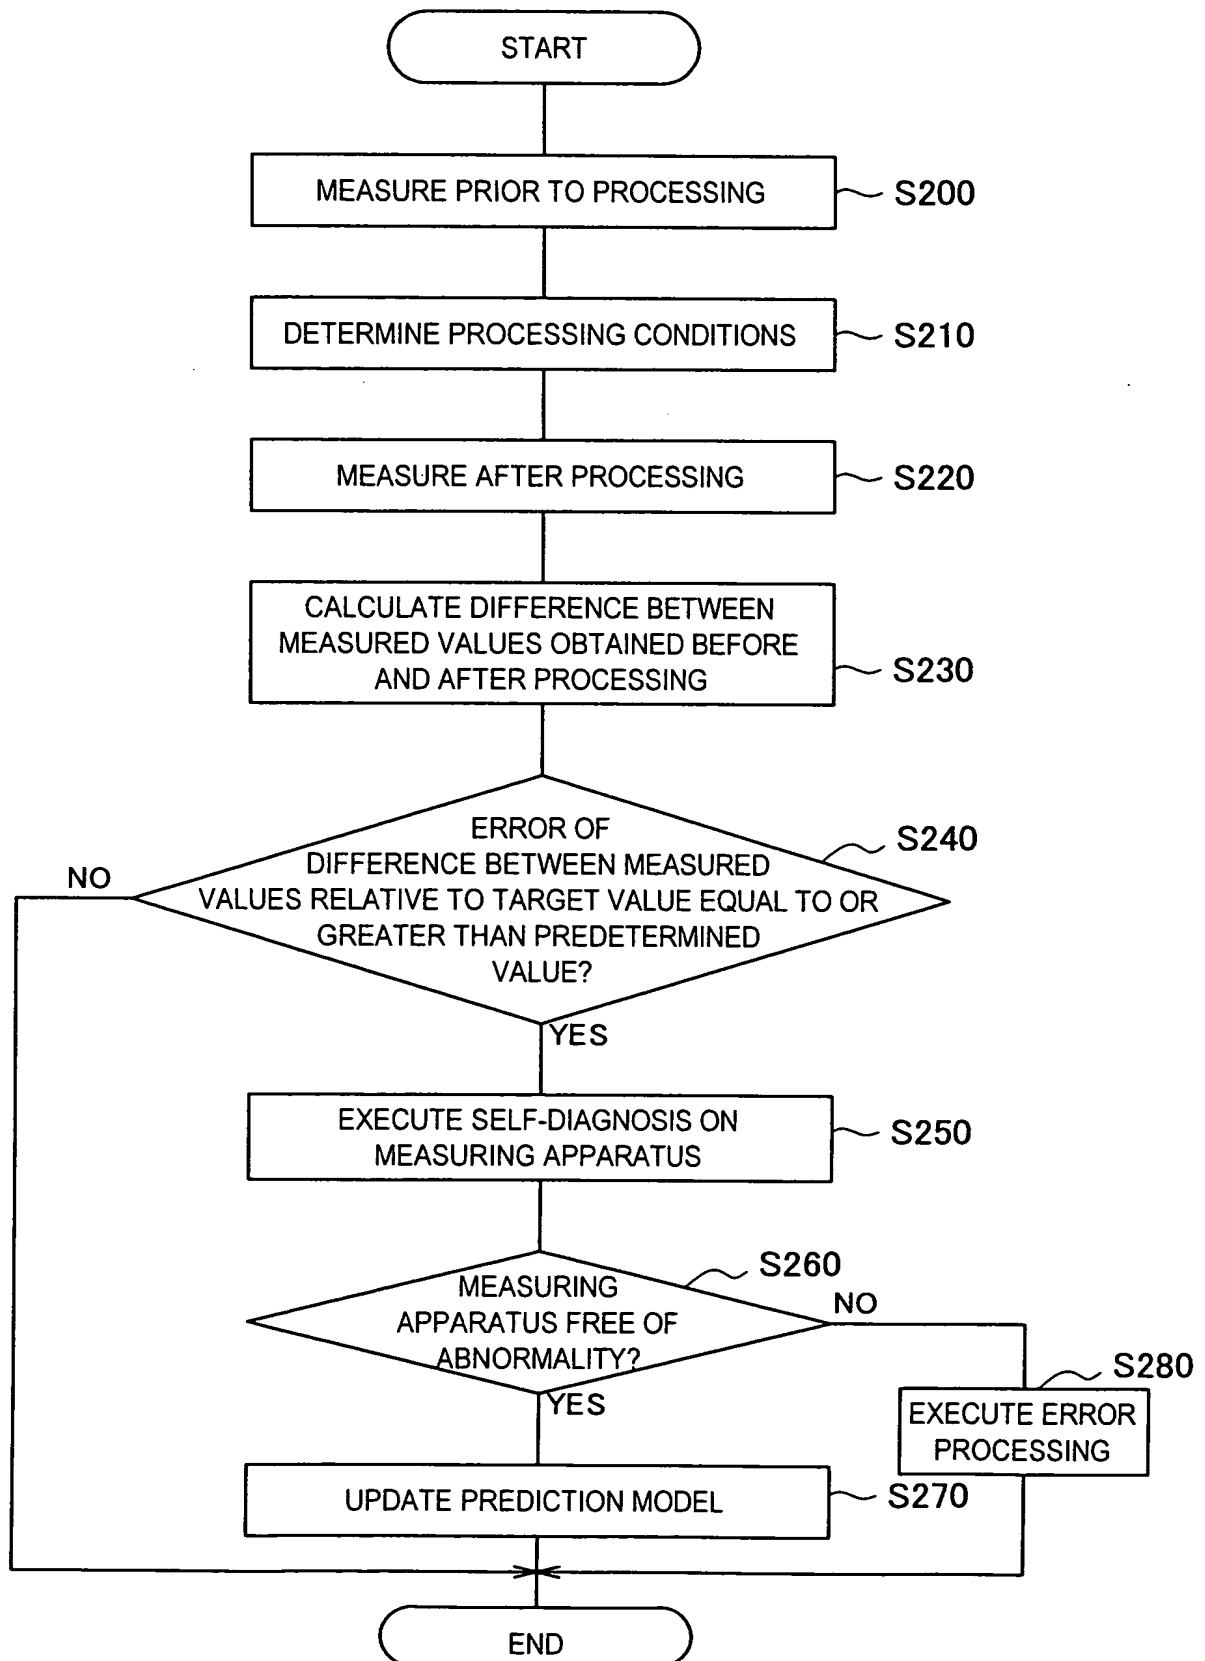 START
MEASURE PRIOR TO PROCESSING
S200
DETERMINE PROCESSING CONDITIONS
S210
MEASURE AFTER PROCESSING
S220
CALCULATE DIFFERENCE BETWEEN
MEASURED VALUES OBTAINED BEFORE
AND AFTER PROCESSING
S230
ERROR OF
DIFFERENCE BETWEEN MEASURED
VALUES RELATIVE TO TARGET VALUE EQUAL TO OR
GREATER THAN PREDETERMINED
VALUE?
S240
NO
YES
EXECUTE SELF-DIAGNOSIS ON
MEASURING APPARATUS
S250
MEASURING
APPARATUS FREE OF
ABNORMALITY?
S260
NO
YES
S280
EXECUTE ERROR
PROCESSING
UPDATE PREDICTION MODEL
S270
END